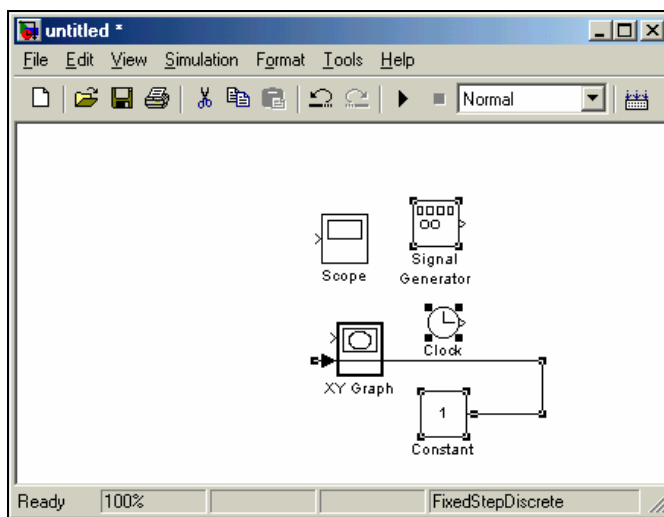 untitled *
File Edit View Simulation Format Tools Help
Normal
Signal
Generator
Scope
Clock
XY Graph
1
Constant
Ready 100% FixedStepDiscrete